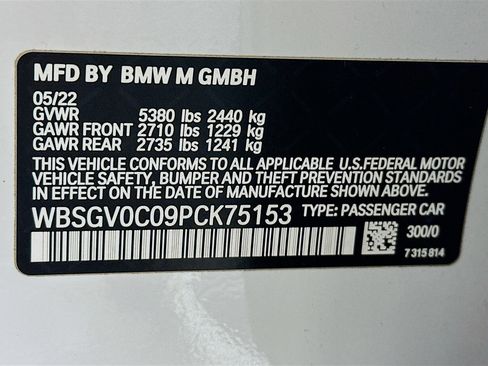 MFD BY BMW M GMBH
05/22
GVWR 5380 lbs 2440 kg
GAWR FRONT 2710 lbs 1229 kg
GAWR REAR 2735 lbs 1241 kg
THIS VEHICLE CONFORMS TO ALL APPLICABLE U.S.FEDERAL MOTOR
VEHICLE SAFETY, BUMPER AND THEFT PREVENTION STANDARDS
IN EFFECT ON THE DATE OF MANUFACTURE SHOWN ABOVE.
WBSGV0C09PCK75153 TYPE: PASSENGER CAR
300/0
7 315 814